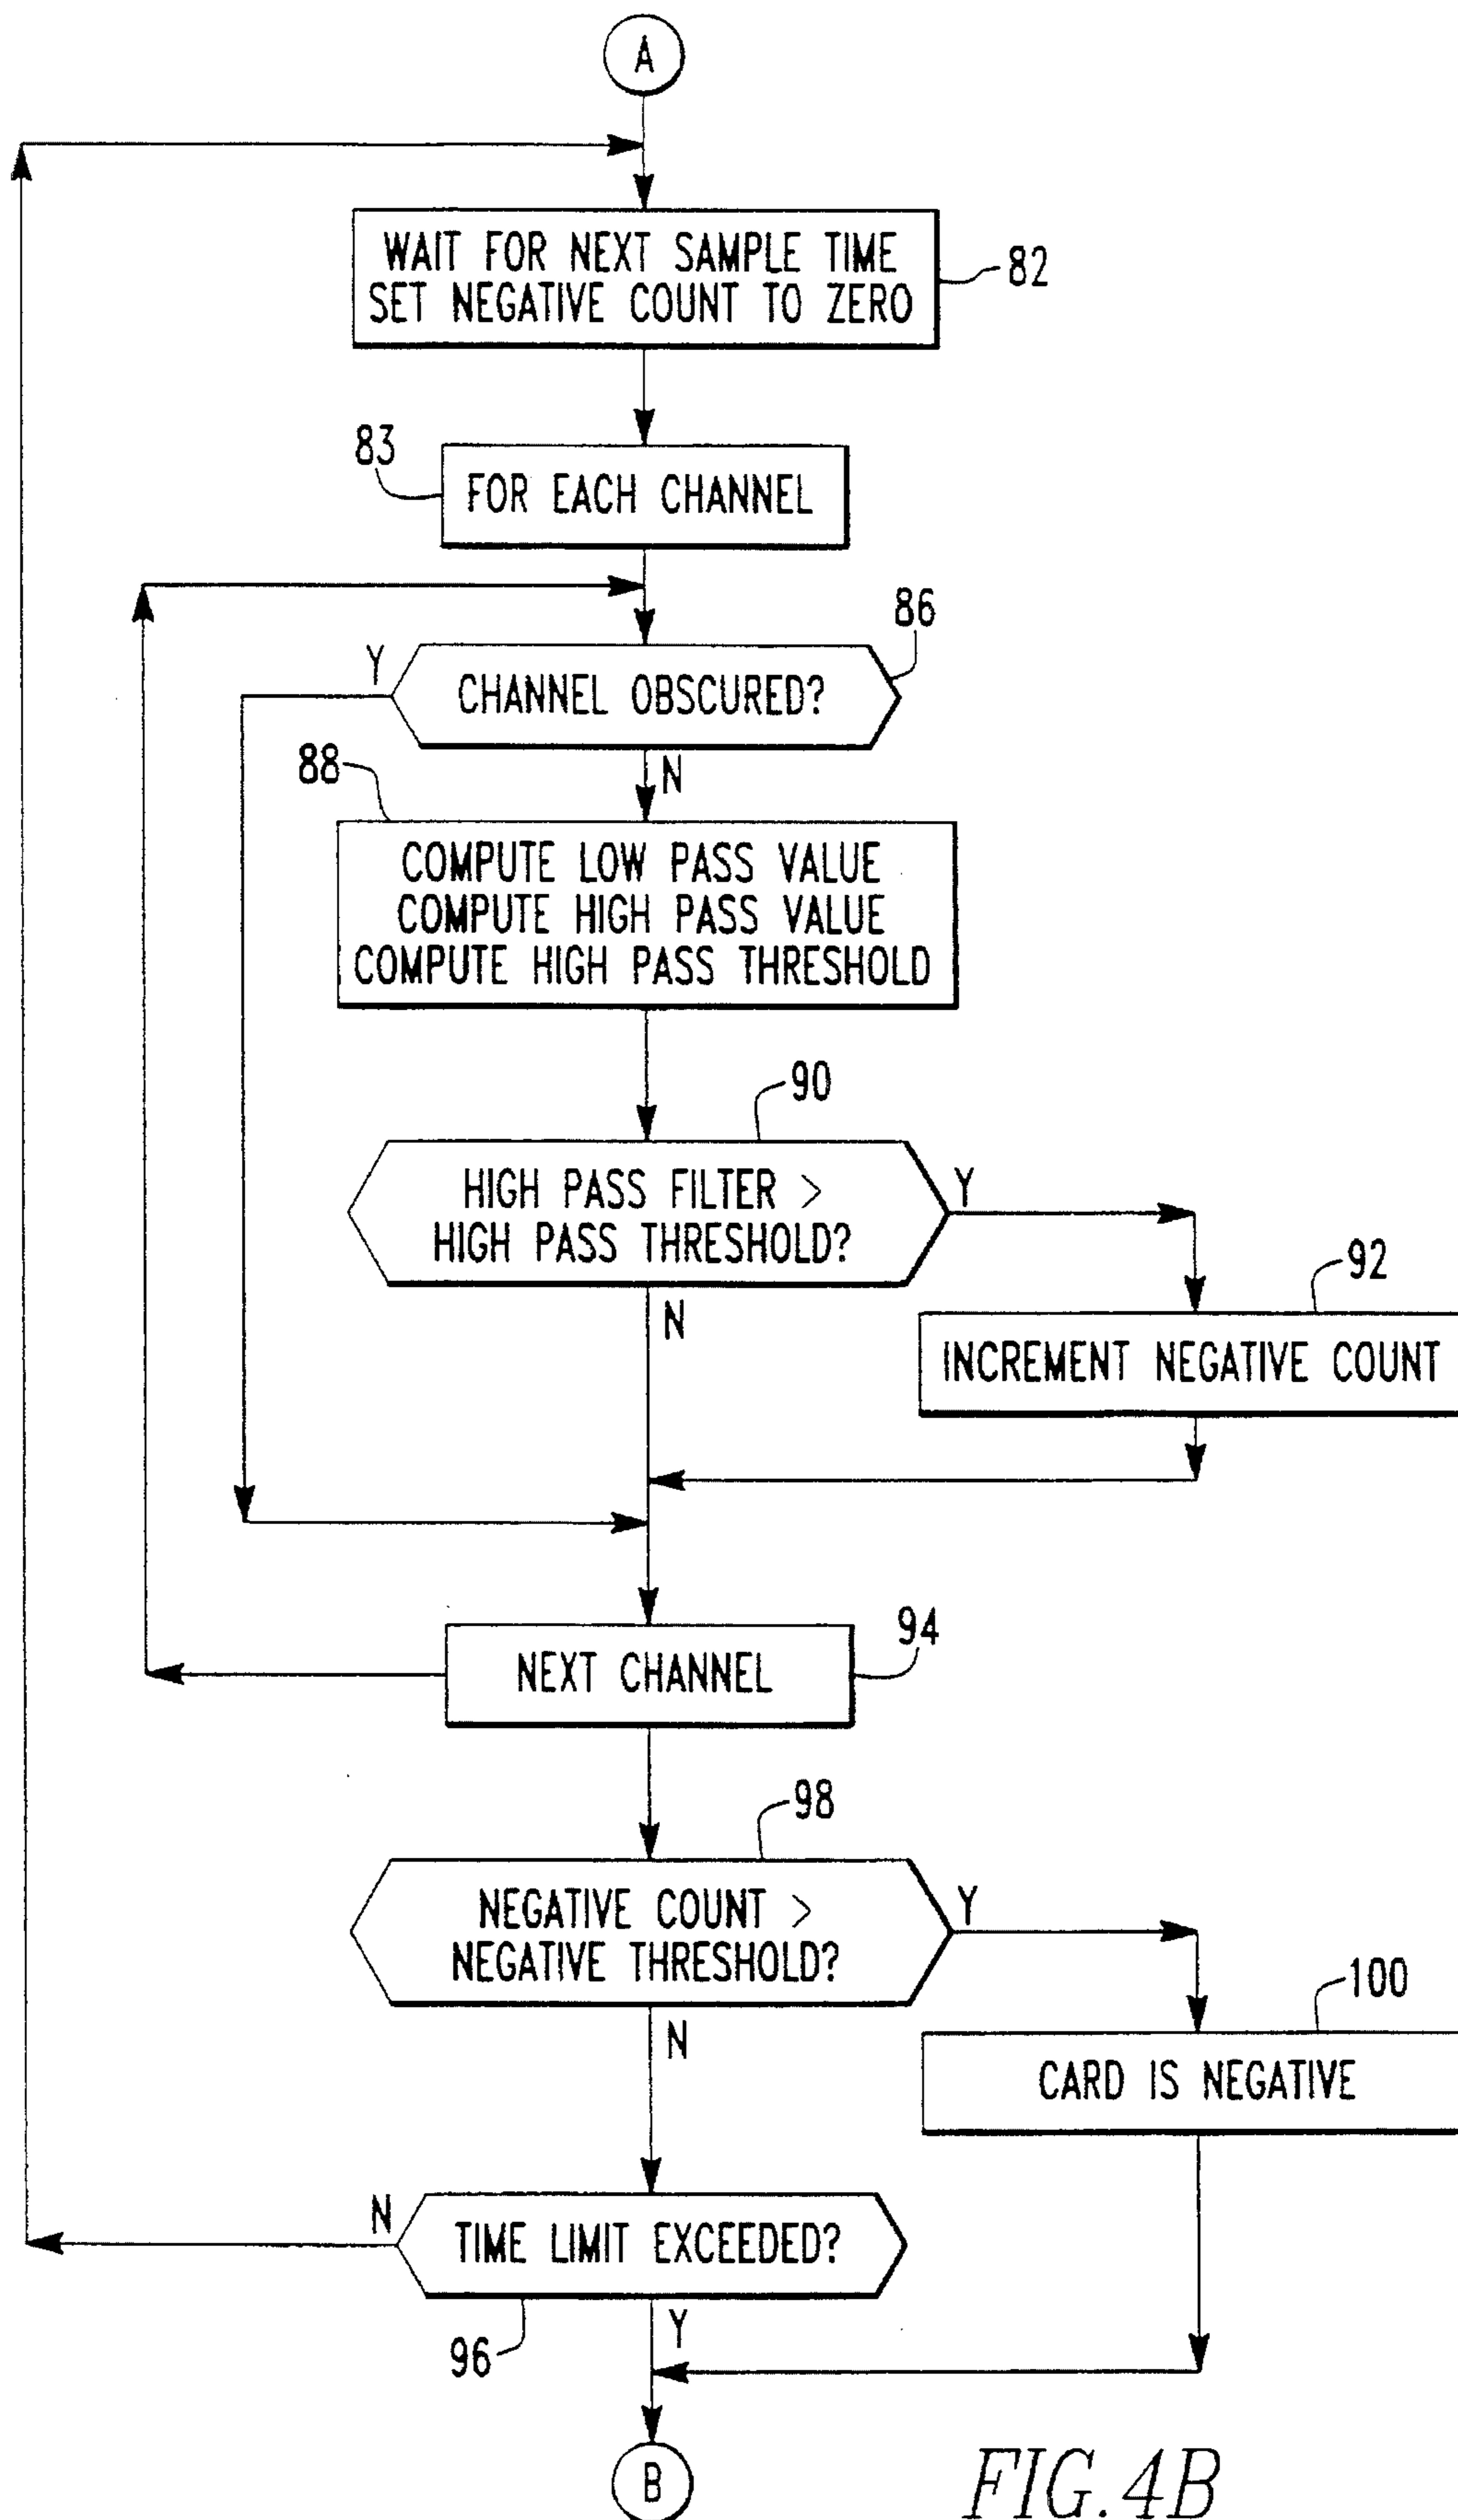 A
WAIT FOR NEXT SAMPLE TIME
SET NEGATIVE COUNT TO ZERO
82
83
FOR EACH CHANNEL
86
Y
CHANNEL OBSCURED?
88
N
COMPUTE LOW PASS VALUE
COMPUTE HIGH PASS VALUE
COMPUTE HIGH PASS THRESHOLD
90
HIGH PASS FILTER >
HIGH PASS THRESHOLD?
Y
92
N
INCREMENT NEGATIVE COUNT
94
NEXT CHANNEL
98
NEGATIVE COUNT >
NEGATIVE THRESHOLD?
Y
100
N
CARD IS NEGATIVE
N
TIME LIMIT EXCEEDED?
96
Y
B
FIG. 4B